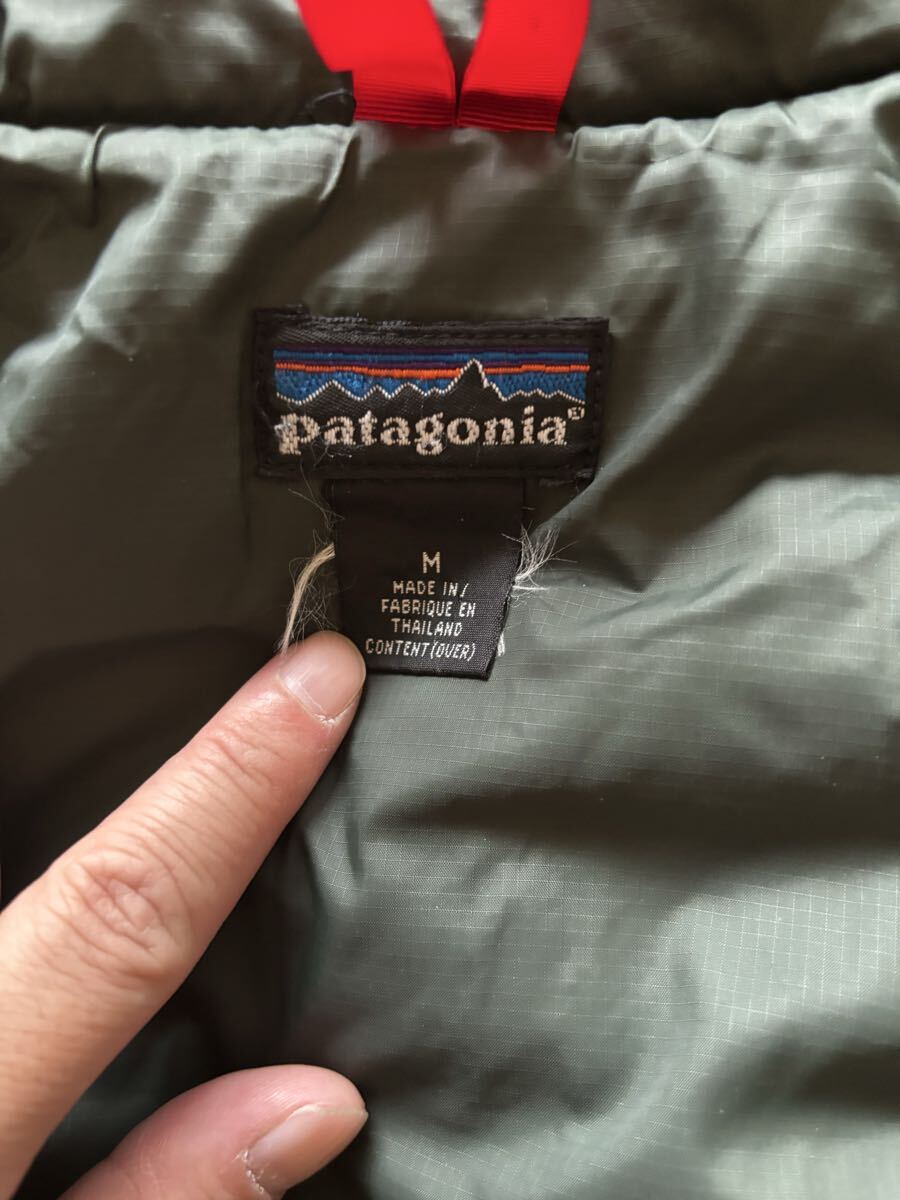 patagonia®
M
MADE IN/
FABRIQUE EN
THAILAND
CONTENT(OVER)